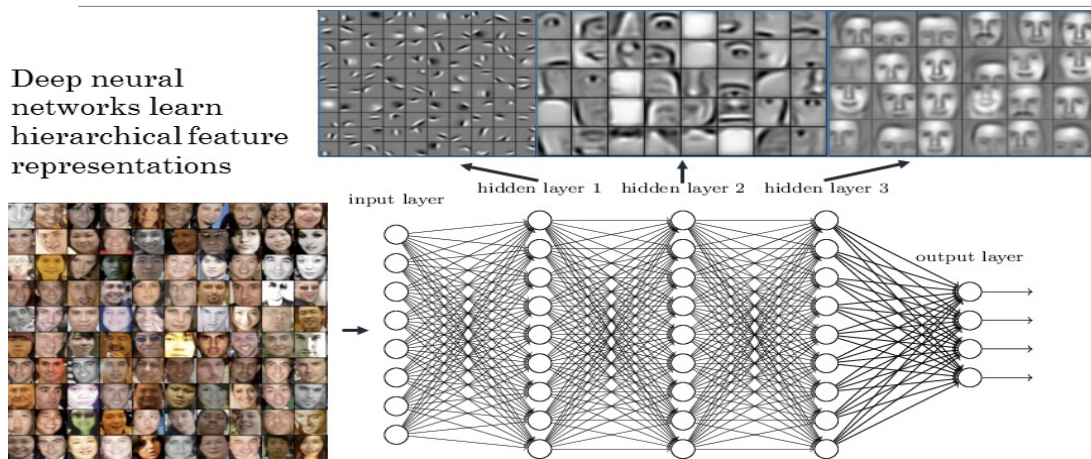 Deep neural
networks learn
hierarchical feature
representations
hidden layer 1
hidden layer 2
hidden layer 3
input layer
output layer